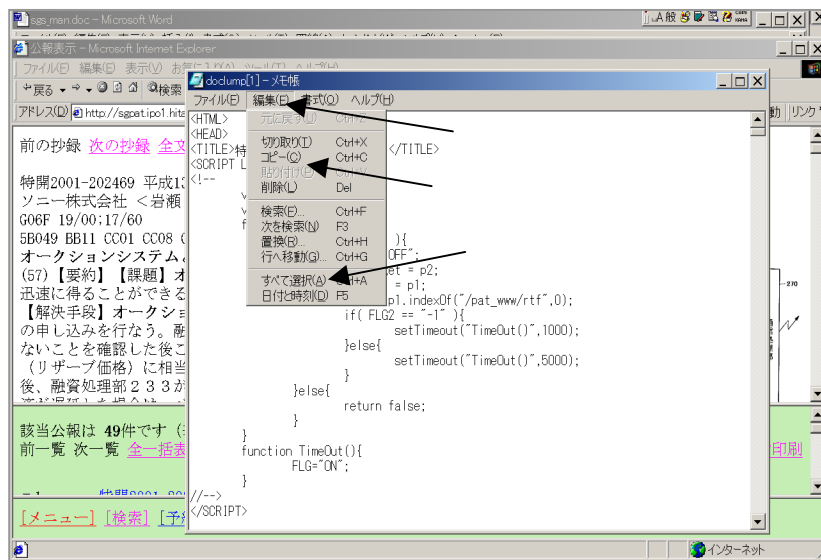 sgs_man.doc - Microsoft Word
A 般
公報表示 - Microsoft Internet Explorer
ファイル(F) 編集(E) 表示(V)
戻る
検索
アドレス(D) http://sgpat.ipo1.hita
リンク
前の抄録 次の抄録 全文
特開2001-202469 平成1
ソニー株式会社 <岩瀬
G06F 19/00;17/60
5B049 BB11 CC01 CC08
オークションシステム
(57)【要約】【課題】オ
迅速に得ることができる
【解決手段】オークショ
の申し込みを行なう。融
ないことを確認した後こ
(リザーブ価格)に相当
後、融資処理部233が
270
該当公報は 49件です
前一覧 次一覧 全一括表
印刷
[メニュー] [検索] [予約
インターネット
docdump[1] - メモ帳
ファイル(F) 編集(E) 書式(O) ヘルプ(H)
元に戻す(U) Ctrl+Z
切り取り(T) Ctrl+X
コピー(C) Ctrl+C
貼り付け(P) Ctrl+V
削除(L) Del
検索(F)... Ctrl+F
次を検索(N) F3
置換(R)... Ctrl+H
行へ移動(G)... Ctrl+G
すべて選択(A) Ctrl+A
日付と時刻(D) F5
<HTML>
<HEAD>
<TITLE>特 </TITLE>
<SCRIPT L
<!--
v
v
f
){
OFF";
et = p2;
= p1;
p1.indexOf("/pat_www/rtf",0);
if( FLG2 == "-1" ){
setTimeout("TimeOut()",1000);
}else{
setTimeout("TimeOut()",5000);
}
}else{
return false;
}
}
function TimeOut(){
FLG="ON";
}
//-->
</SCRIPT>